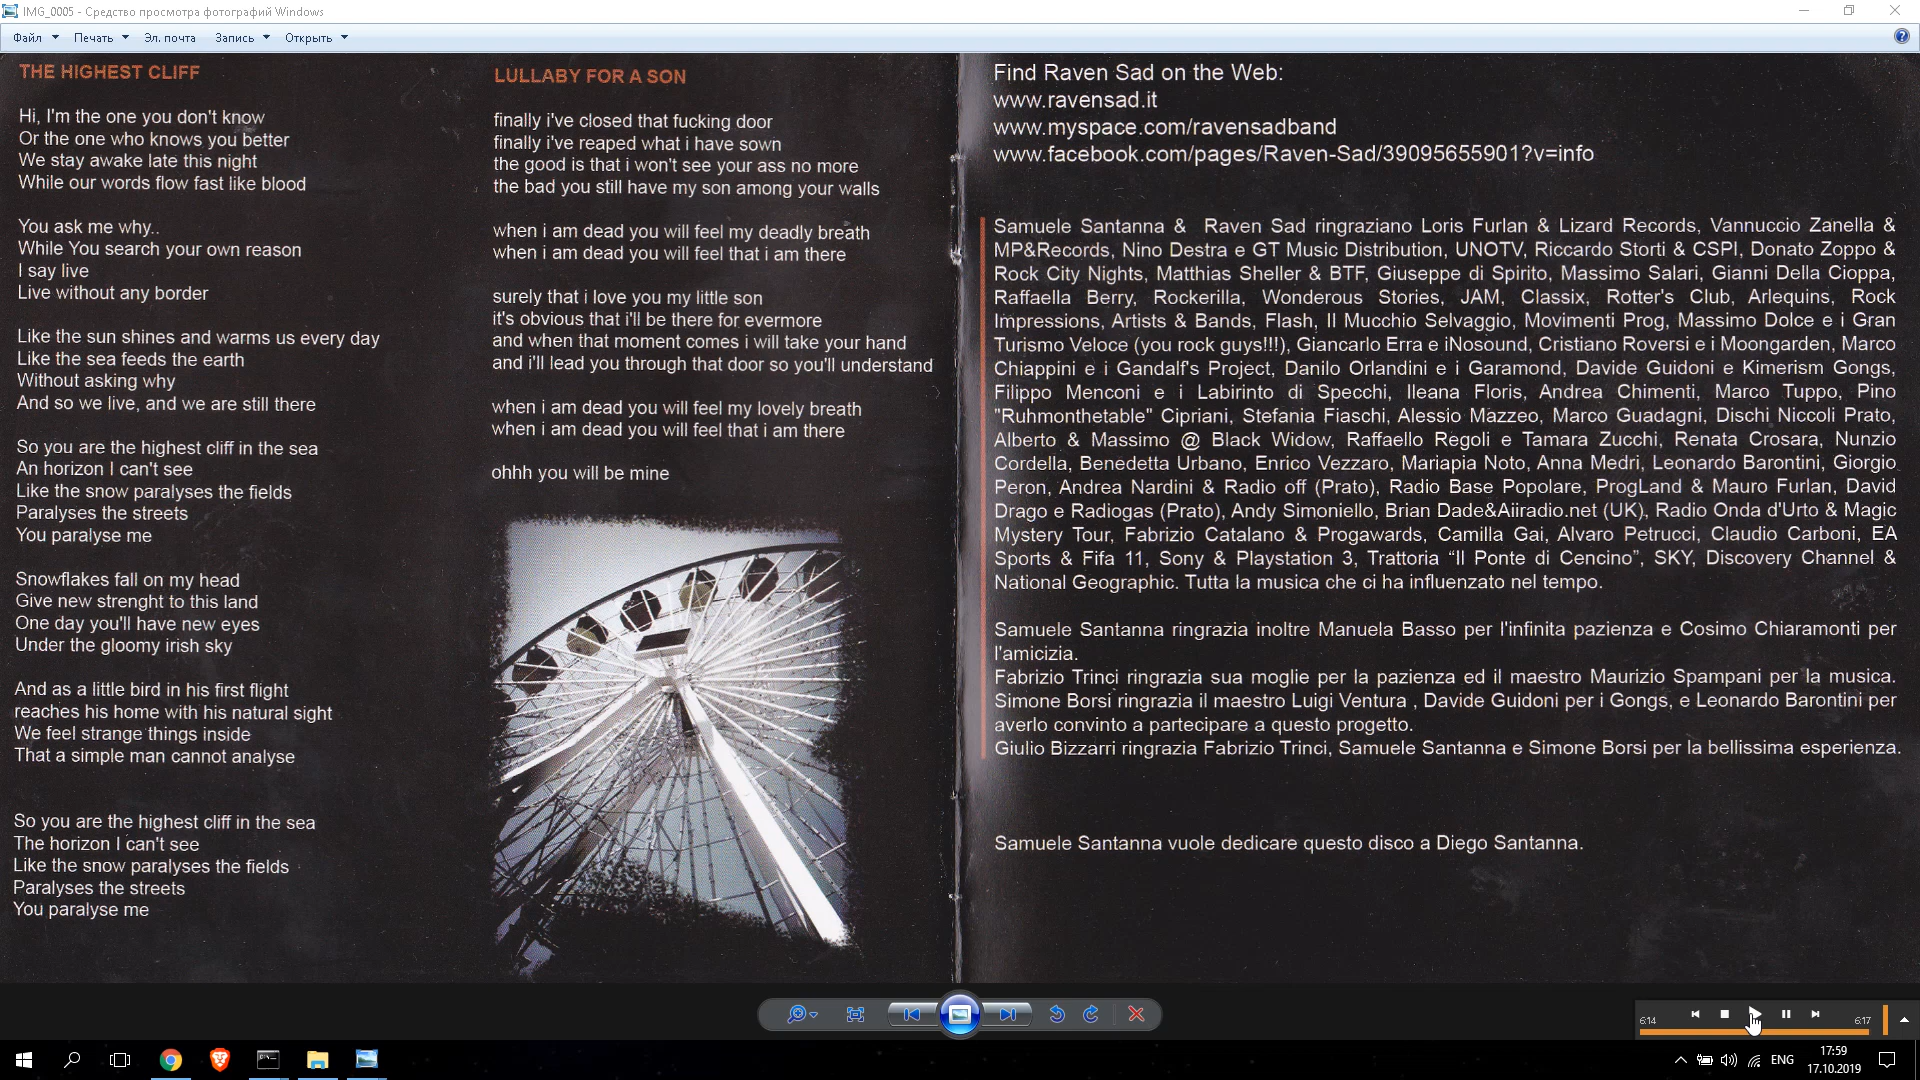 IMG_0005 - Средство просмотра фотографий Windows
Файл Печать Эл. почта Запись Открыть
THE HIGHEST CLIFF
Hi, I'm the one you don't know
Or the one who knows you better
We stay awake late this night
While our words flow fast like blood
You ask me why..
While You search your own reason
I say live
Live without any border
Like the sun shines and warms us every day
Like the sea feeds the earth
Without asking why
And so we live, and we are still there
So you are the highest cliff in the sea
An horizon I can't see
Like the snow paralyses the fields
Paralyses the streets
You paralyse me
Snowflakes fall on my head
Give new strenght to this land
One day you'll have new eyes
Under the gloomy irish sky
And as a little bird in his first flight
reaches his home with his natural sight
We feel strange things inside
That a simple man cannot analyse
So you are the highest cliff in the sea
The horizon I can't see
Like the snow paralyses the fields
Paralyses the streets
You paralyse me
LULLABY FOR A SON
finally i've closed that fucking door
finally i've reaped what i have sown
the good is that i won't see your ass no more
the bad you still have my son among your walls
when i am dead you will feel my deadly breath
when i am dead you will feel that i am there
surely that i love you my little son
it's obvious that i'll be there for evermore
and when that moment comes i will take your hand
and i'll lead you through that door so you'll understand
when i am dead you will feel my lovely breath
when i am dead you will feel that i am there
ohhh you will be mine
Find Raven Sad on the Web:
www.ravensad.it
www.myspace.com/ravensadband
www.facebook.com/pages/Raven-Sad/39095655901?v=info
Samuele Santanna & Raven Sad ringraziano Loris Furlan & Lizard Records, Vannuccio Zanella &
MP&Records, Nino Destra e GT Music Distribution, UNOTV, Riccardo Storti & CSPI, Donato Zoppo &
Rock City Nights, Matthias Sheller & BTF, Giuseppe di Spirito, Massimo Salari, Gianni Della Cioppa,
Raffaella Berry, Rockerilla, Wonderous Stories, JAM, Classix, Rotter's Club, Arlequins, Rock
Impressions, Artists & Bands, Flash, Il Mucchio Selvaggio, Movimenti Prog, Massimo Dolce e i Gran
Turismo Veloce (you rock guys!!!), Giancarlo Erra e iNosound, Cristiano Roversi e i Moongarden, Marco
Chiappini e i Gandalf's Project, Danilo Orlandini e i Garamond, Davide Guidoni e Kimerism Gongs,
Filippo Menconi e i Labirinto di Specchi, Ileana Floris, Andrea Chimenti, Marco Tuppo, Pino
"Ruhmonthetable" Cipriani, Stefania Fiaschi, Alessio Mazzeo, Marco Guadagni, Dischi Niccoli Prato,
Alberto & Massimo @ Black Widow, Raffaello Regoli e Tamara Zucchi, Renata Crosara, Nunzio
Cordella, Benedetta Urbano, Enrico Vezzaro, Mariapia Noto, Anna Medri, Leonardo Barontini, Giorgio
Peron, Andrea Nardini & Radio off (Prato), Radio Base Popolare, ProgLand & Mauro Furlan, David
Drago e Radiogas (Prato), Andy Simoniello, Brian Dade&Aiiradio.net (UK), Radio Onda d'Urto & Magic
Mystery Tour, Fabrizio Catalano & Progawards, Camilla Gai, Alvaro Petrucci, Claudio Carboni, EA
Sports & Fifa 11, Sony & Playstation 3, Trattoria “Il Ponte di Cencino”, SKY, Discovery Channel &
National Geographic. Tutta la musica che ci ha influenzato nel tempo.
Samuele Santanna ringrazia inoltre Manuela Basso per l'infinita pazienza e Cosimo Chiaramonti per
l'amicizia.
Fabrizio Trinci ringrazia sua moglie per la pazienza ed il maestro Maurizio Spampani per la musica.
Simone Borsi ringrazia il maestro Luigi Ventura , Davide Guidoni per i Gongs, e Leonardo Barontini per
averlo convinto a partecipare a questo progetto.
Giulio Bizzarri ringrazia Fabrizio Trinci, Samuele Santanna e Simone Borsi per la bellissima esperienza.
Samuele Santanna vuole dedicare questo disco a Diego Santanna.
6:14 6:17
ENG 17:59
17.10.2019